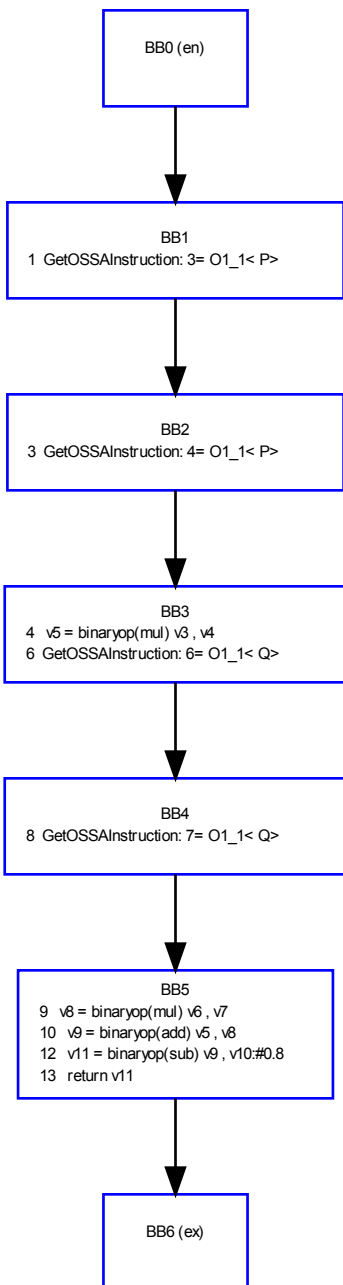 BB0 (en)
BB1
1 GetOSSAInstruction: 3= O1_1< P>
BB2
3 GetOSSAInstruction: 4= O1_1< P>
BB3
4 v5 = binaryop(mul) v3 , v4
6 GetOSSAInstruction: 6= O1_1< Q>
BB4
8 GetOSSAInstruction: 7= O1_1< Q>
BB5
9 v8 = binaryop(mul) v6 , v7
10 v9 = binaryop(add) v5 , v8
12 v11 = binaryop(sub) v9 , v10:#0.8
13 return v11
BB6 (ex)